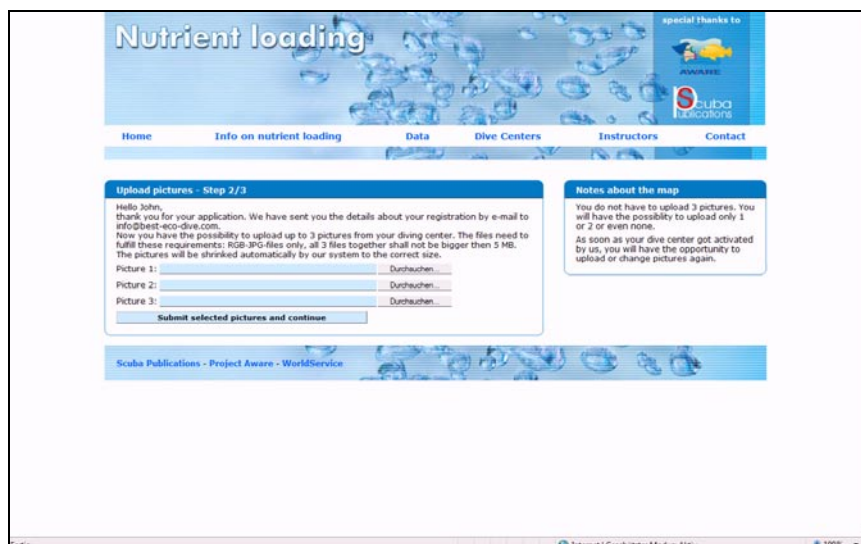 Nutrient loading
special thanks to
AWARE
Scuba
Publications
Home Info on nutrient loading Data Dive Centers Instructors Contact
Upload pictures - Step 2/3
Hello John,
thank you for your application. We have sent you the details about your registration by e-mail to
info@best-eco-dive.com.
Now you have the possibility to upload up to 3 pictures from your diving center. The files need to
fulfill these requirements: RGB-JPG-files only, all 3 files together shall not be bigger then 5 MB.
The pictures will be shrinked automatically by our system to the correct size.
Picture 1: Durchsuchen...
Picture 2: Durchsuchen...
Picture 3: Durchsuchen...
Submit selected pictures and continue
Notes about the map
You do not have to upload 3 pictures. You
will have the possiblity to upload only 1
or 2 or even none.
As soon as your dive center got activated
by us, you will have the opportunity to
upload or change pictures again.
Scuba Publications - Project Aware - WorldService
100%